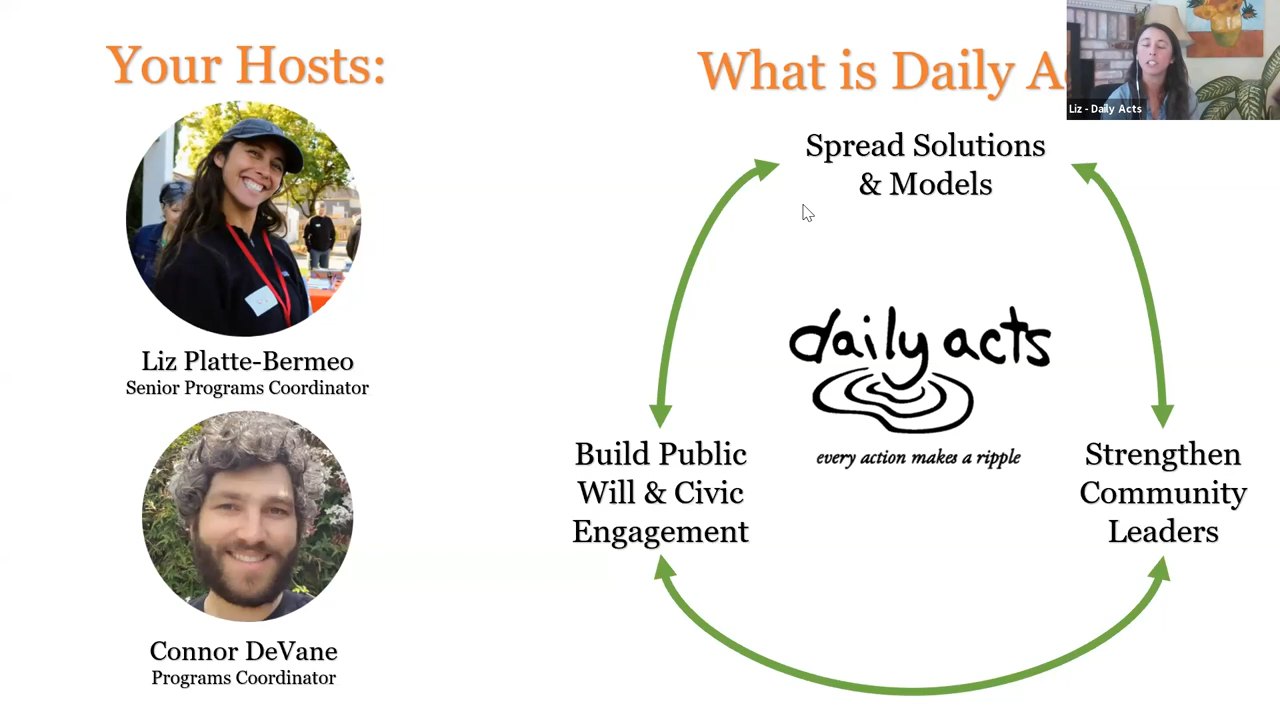 Your Hosts:
Liz Platte-Bermeo
Senior Programs Coordinator
Connor DeVane
Programs Coordinator
What is Daily
Liz - Daily Acts
Spread Solutions
& Models
daily acts
every action makes a ripple
Build Public
Will & Civic
Engagement
Strengthen
Community
Leaders